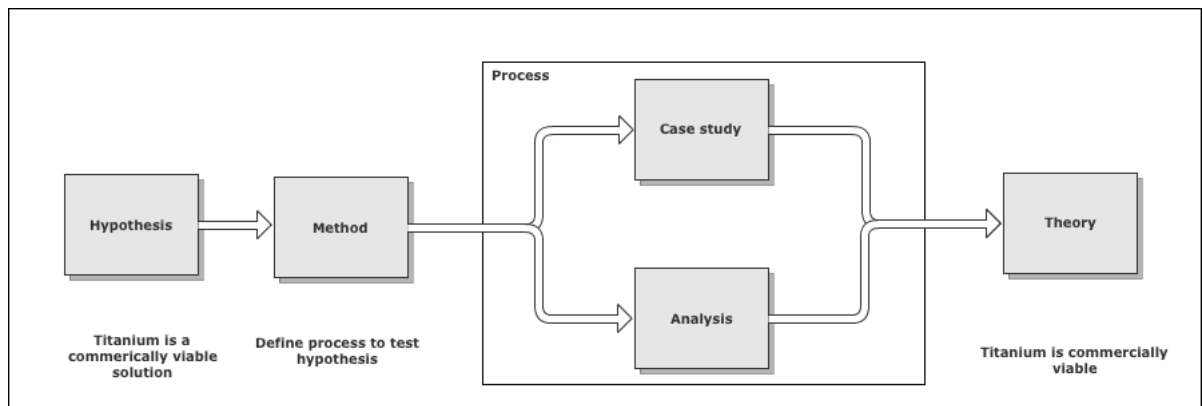 Process
Case study
Hypothesis
Method
Theory
Analysis
Titanium is a
commerically viable
solution
Define process to test
hypothesis
Titanium is commercially
viable